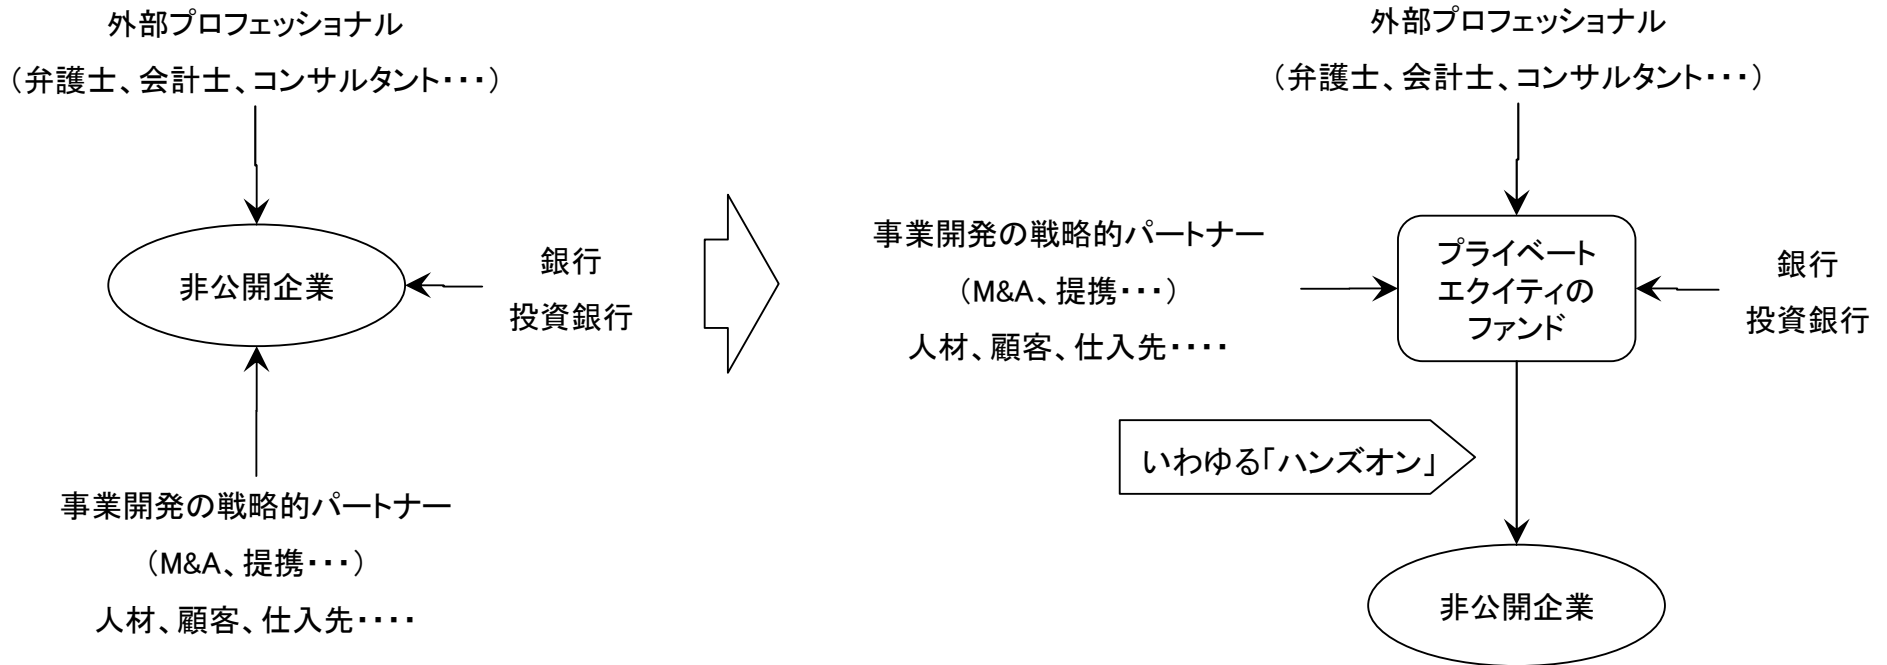 外部プロフェッショナル
（弁護士、会計士、コンサルタント・・・）
非公開企業
銀行
投資銀行
事業開発の戦略的パートナー
（M&A、提携・・・）
人材、顧客、仕入先・・・・
外部プロフェッショナル
（弁護士、会計士、コンサルタント・・・）
事業開発の戦略的パートナー
（M&A、提携・・・）
人材、顧客、仕入先・・・・
プライベート
エクイティの
ファンド
銀行
投資銀行
いわゆる「ハンズオン」
非公開企業